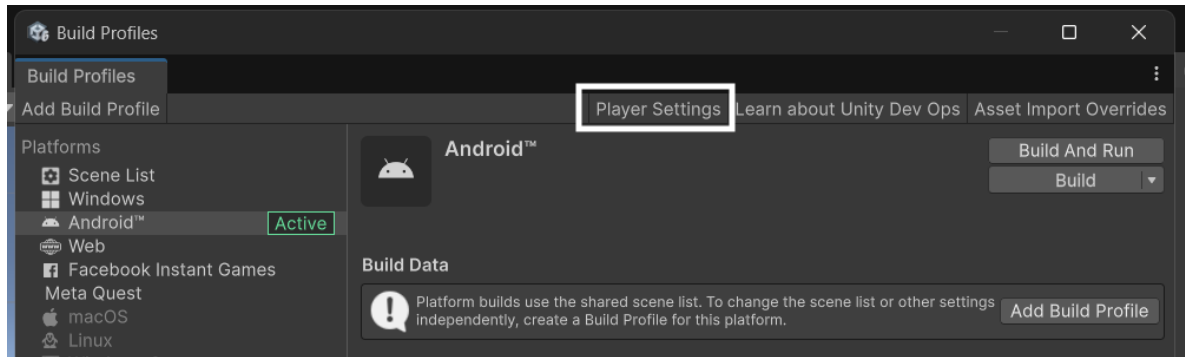 Build Profiles
Build Profiles
Add Build Profile
Player Settings
Learn about Unity Dev Ops
Asset Import Overrides
Platforms
Scene List
Windows
Android™
Active
Web
Facebook Instant Games
Meta Quest
macOS
Linux
Android™
Build And Run
Build
Build Data
Platform builds use the shared scene list. To change the scene list or other settings
independently, create a Build Profile for this platform.
Add Build Profile